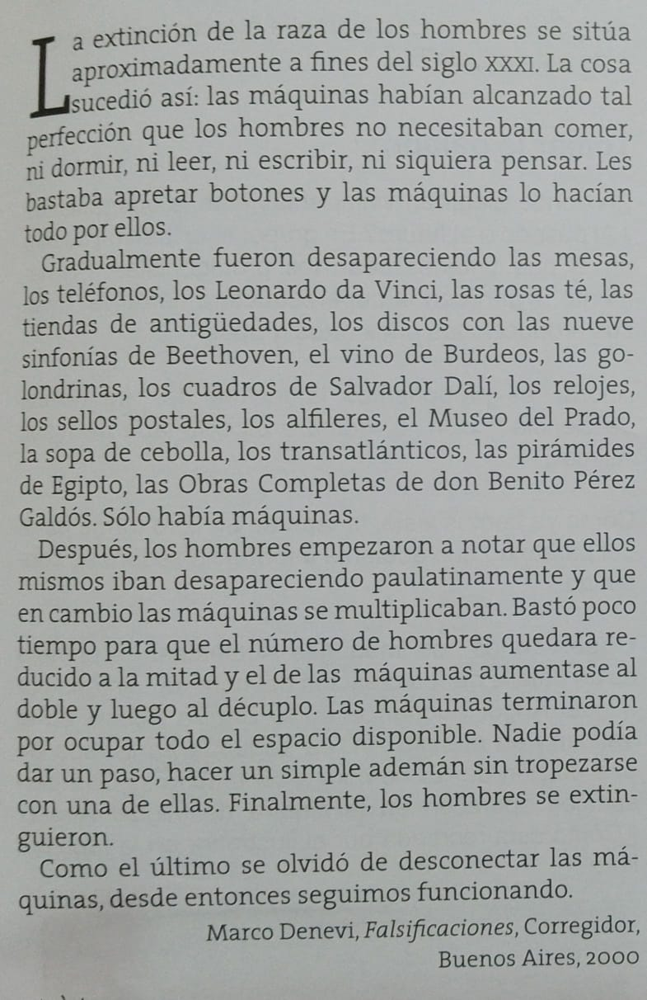 La extinción de la raza de los hombres se sitúa
aproximadamente a fines del siglo XXXI. La cosa
sucedió así: las máquinas habían alcanzado tal
perfección que los hombres no necesitaban comer,
ni dormir, ni leer, ni escribir, ni siquiera pensar. Les
bastaba apretar botones y las máquinas lo hacían
todo por ellos.
Gradualmente fueron desapareciendo las mesas,
los teléfonos, los Leonardo da Vinci, las rosas té, las
tiendas de antigüedades, los discos con las nueve
sinfonías de Beethoven, el vino de Burdeos, las go-
londrinas, los cuadros de Salvador Dalí, los relojes,
los sellos postales, los alfileres, el Museo del Prado,
la sopa de cebolla, los transatlánticos, las pirámides
de Egipto, las Obras Completas de don Benito Pérez
Galdós. Sólo había máquinas.
Después, los hombres empezaron a notar que ellos
mismos iban desapareciendo paulatinamente y que
en cambio las máquinas se multiplicaban. Bastó poco
tiempo para que el número de hombres quedara re-
ducido a la mitad y el de las máquinas aumentase al
doble y luego al décuplo. Las máquinas terminaron
por ocupar todo el espacio disponible. Nadie podía
dar un paso, hacer un simple ademán sin tropezarse
con una de ellas. Finalmente, los hombres se extin-
guieron.
Como el último se olvidó de desconectar las má-
quinas, desde entonces seguimos funcionando.
Marco Denevi, Falsificaciones, Corregidor,
Buenos Aires, 2000